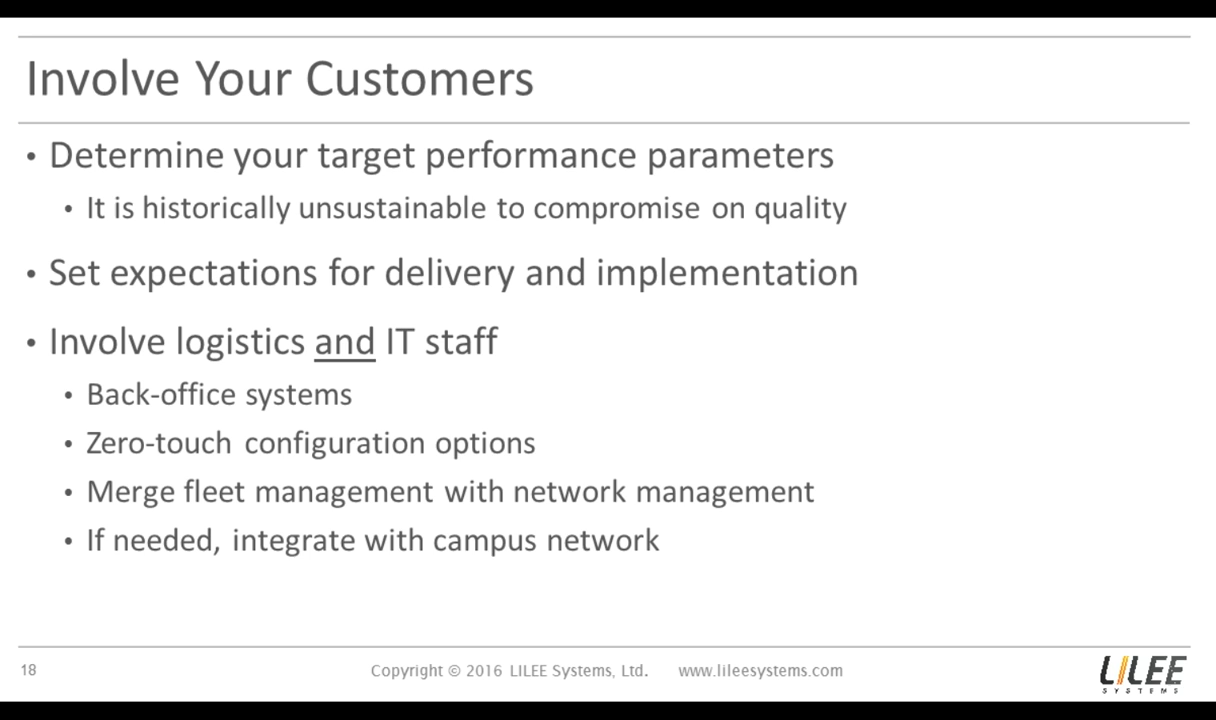 Involve Your Customers
• Determine your target performance parameters
• It is historically unsustainable to compromise on quality
• Set expectations for delivery and implementation
• Involve logistics and IT staff
• Back-office systems
• Zero-touch configuration options
• Merge fleet management with network management
• If needed, integrate with campus network
18 Copyright © 2016 LILEE Systems, Ltd. www.lileesystems.com
LILEE
SYSTEMS